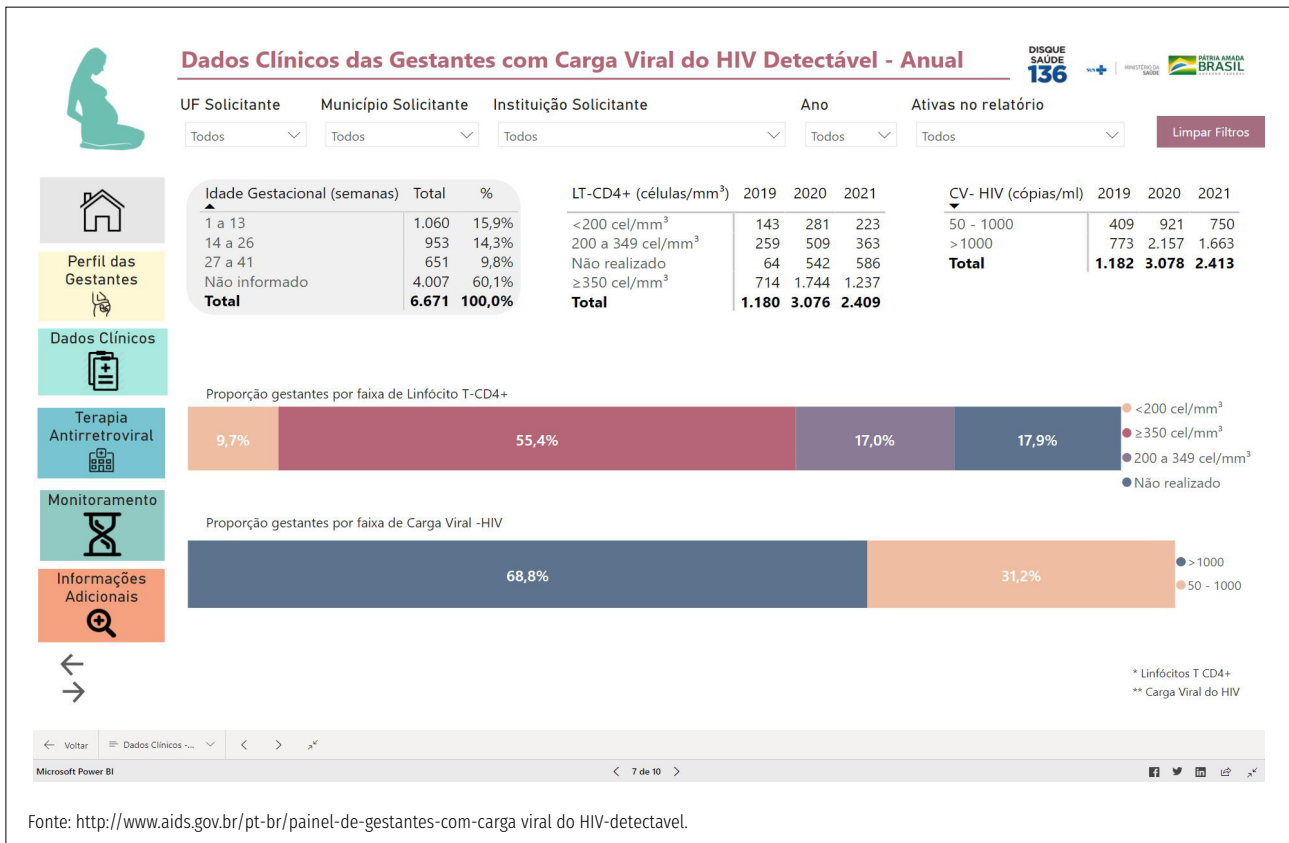 Dados Clínicos das Gestantes com Carga Viral do HIV Detectável - Anual
DISQUE
SAÚDE
136
SUS
MINISTÉRIO DA
SAÚDE
PÁTRIA AMADA
BRASIL
GOVERNO FEDERAL
UF Solicitante Município Solicitante Instituição Solicitante Ano Ativas no relatório
Todos Todos Todos Todos Todos Limpar Filtros
Perfil das
Gestantes
Dados Clínicos
Terapia
Antirretroviral
Monitoramento
Informações
Adicionais
Idade Gestacional (semanas) Total %
1 a 13 1.060 15,9%
14 a 26 953 14,3%
27 a 41 651 9,8%
Não informado 4.007 60,1%
Total 6.671 100,0%
LT-CD4+ (células/mm³) 2019 2020 2021
<200 cel/mm³ 143 281 223
200 a 349 cel/mm³ 259 509 363
Não realizado 64 542 586
≥350 cel/mm³ 714 1.744 1.237
Total 1.180 3.076 2.409
CV- HIV (cópias/ml) 2019 2020 2021
50 - 1000 409 921 750
>1000 773 2.157 1.663
Total 1.182 3.078 2.413
Proporção gestantes por faixa de Linfócito T-CD4+
9,7% 55,4% 17,0% 17,9%
<200 cel/mm³
≥350 cel/mm³
200 a 349 cel/mm³
Não realizado
Proporção gestantes por faixa de Carga Viral -HIV
68,8% 31,2%
>1000
50 - 1000
* Linfócitos T CD4+
** Carga Viral do HIV
Voltar Dados Clínicos -...
Microsoft Power BI 7 de 10
Fonte: http://www.aids.gov.br/pt-br/painel-de-gestantes-com-carga viral do HIV-detectavel.